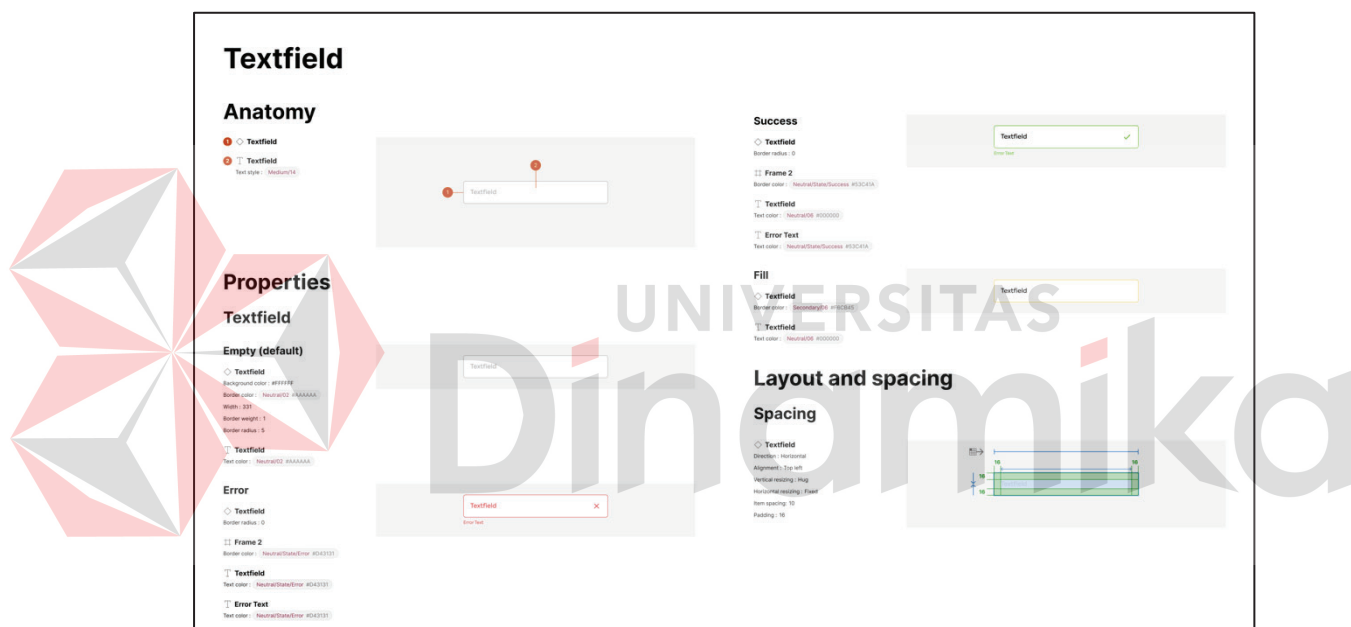 Textfield
Anatomy
1 Textfield
2 Textfield
Text style : Medium/14
1
2
Textfield
Properties
Textfield
Empty (default)
Textfield
Background color : #FFFFFF
Border color : Neutral/02 #AAAAAA
Width : 331
Border weight : 1
Border radius : 5
Textfield
Text color : Neutral/02 #AAAAAA
Textfield
Error
Textfield
Border radius : 0
Frame 2
Border color : Neutral/State/Error #D43131
Textfield
Text color : Neutral/State/Error #D43131
Error Text
Text color : Neutral/State/Error #D43131
Textfield
Error Text
Success
Textfield
Border radius : 0
Frame 2
Border color : Neutral/State/Success #53C41A
Textfield
Text color : Neutral/06 #000000
Error Text
Text color : Neutral/State/Success #53C41A
Textfield
Error Text
Fill
Textfield
Border color : Secondary/06
Textfield
Text color : Neutral/06 #000000
Textfield
Layout and spacing
Spacing
Textfield
Direction : Horizontal
Alignment : Top left
Vertical resizing : Hug
Horizontal resizing : Fixed
Item spacing: 10
Padding : 16
16
16
16
16
Textfield
UNIVERSITAS
Dinamika